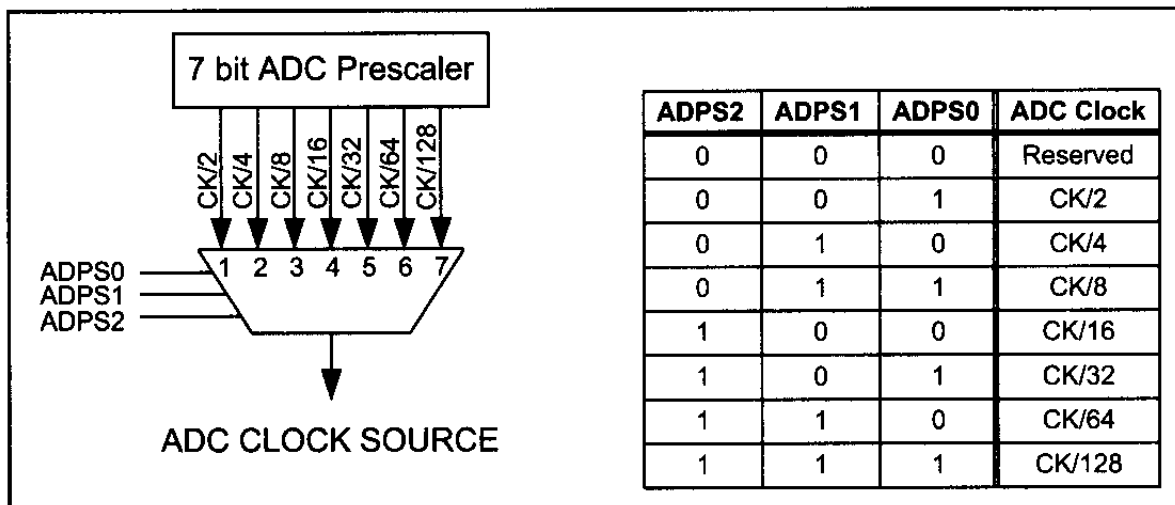 7 bit ADC Prescaler
CK/2
CK/4
CK/8
CK/16
CK/32
CK/64
CK/128
1 2 3 4 5 6 7
ADPS0
ADPS1
ADPS2
ADC CLOCK SOURCE
ADPS2 ADPS1 ADPS0 ADC Clock
0 0 0 Reserved
0 0 1 CK/2
0 1 0 CK/4
0 1 1 CK/8
1 0 0 CK/16
1 0 1 CK/32
1 1 0 CK/64
1 1 1 CK/128